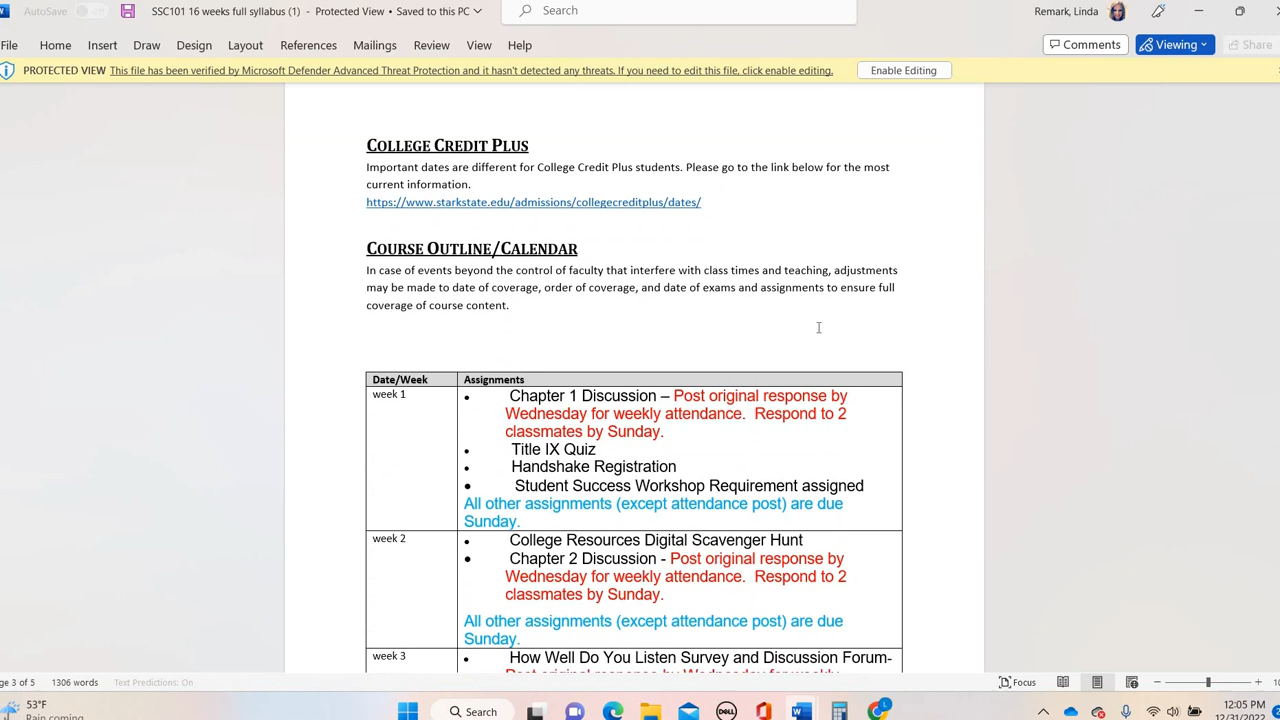 AutoSave
Off
SSC101 16 weeks full syllabus (1) • Protected View • Saved to this PC
Search
Remark, Linda
File Home Insert Draw Design Layout References Mailings Review View Help
Comments
Viewing
Share
PROTECTED VIEW This file has been verified by Microsoft Defender Advanced Threat Protection and it hasn't detected any threats. If you need to edit this file, click enable editing.
Enable Editing
COLLEGE CREDIT PLUS
Important dates are different for College Credit Plus students. Please go to the link below for the most
current information.
https://www.starkstate.edu/admissions/collegecreditplus/dates/
COURSE OUTLINE/CALENDAR
In case of events beyond the control of faculty that interfere with class times and teaching, adjustments
may be made to date of coverage, order of coverage, and date of exams and assignments to ensure full
coverage of course content.
Date/Week Assignments
week 1
• Chapter 1 Discussion – Post original response by
Wednesday for weekly attendance. Respond to 2
classmates by Sunday.
• Title IX Quiz
• Handshake Registration
• Student Success Workshop Requirement assigned
All other assignments (except attendance post) are due
Sunday.
week 2
• College Resources Digital Scavenger Hunt
• Chapter 2 Discussion - Post original response by
Wednesday for weekly attendance. Respond to 2
classmates by Sunday.
All other assignments (except attendance post) are due
Sunday.
week 3
• How Well Do You Listen Survey and Discussion Forum-
Post original response by Wednesday for weekly
age 3 of 5 1306 words Text Predictions: On
Focus
10
53°F
Rain coming
Search
DELL
12:05 PM
12/31/202